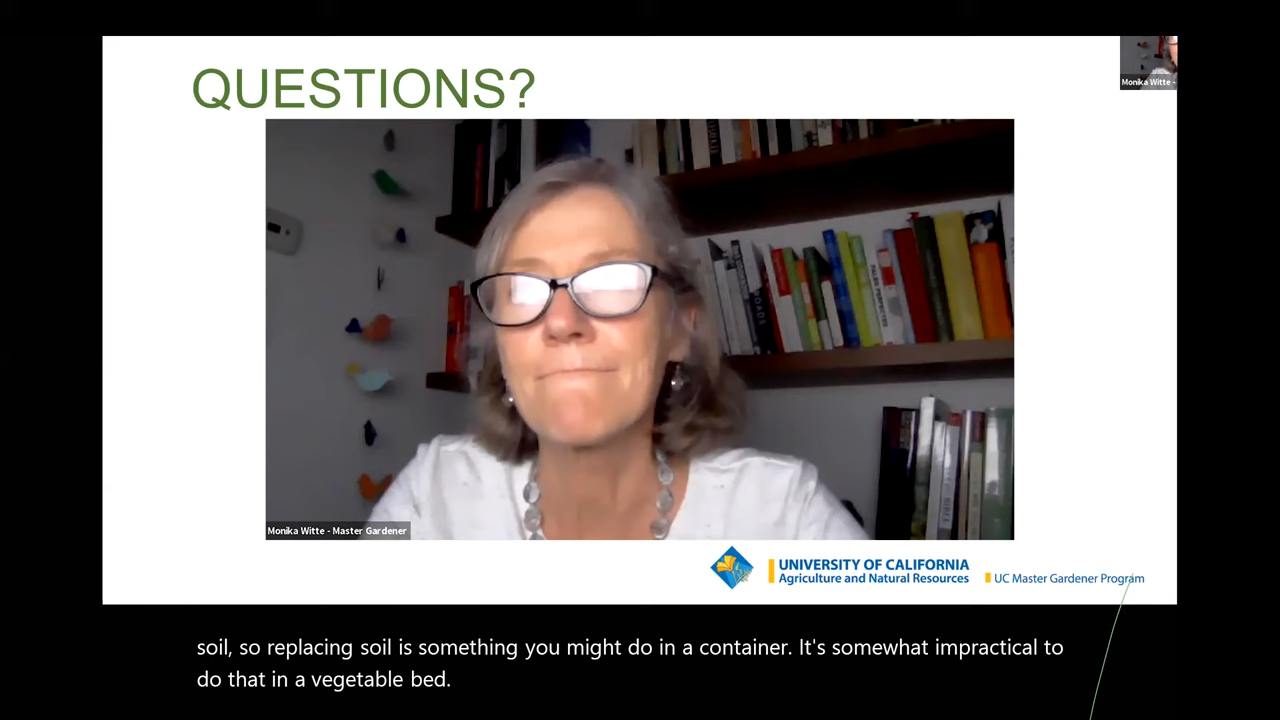 QUESTIONS?
Monika Witte -
Monika Witte - Master Gardener
UNIVERSITY OF CALIFORNIA
Agriculture and Natural Resources
UC Master Gardener Program
soil, so replacing soil is something you might do in a container. It's somewhat impractical to
do that in a vegetable bed.